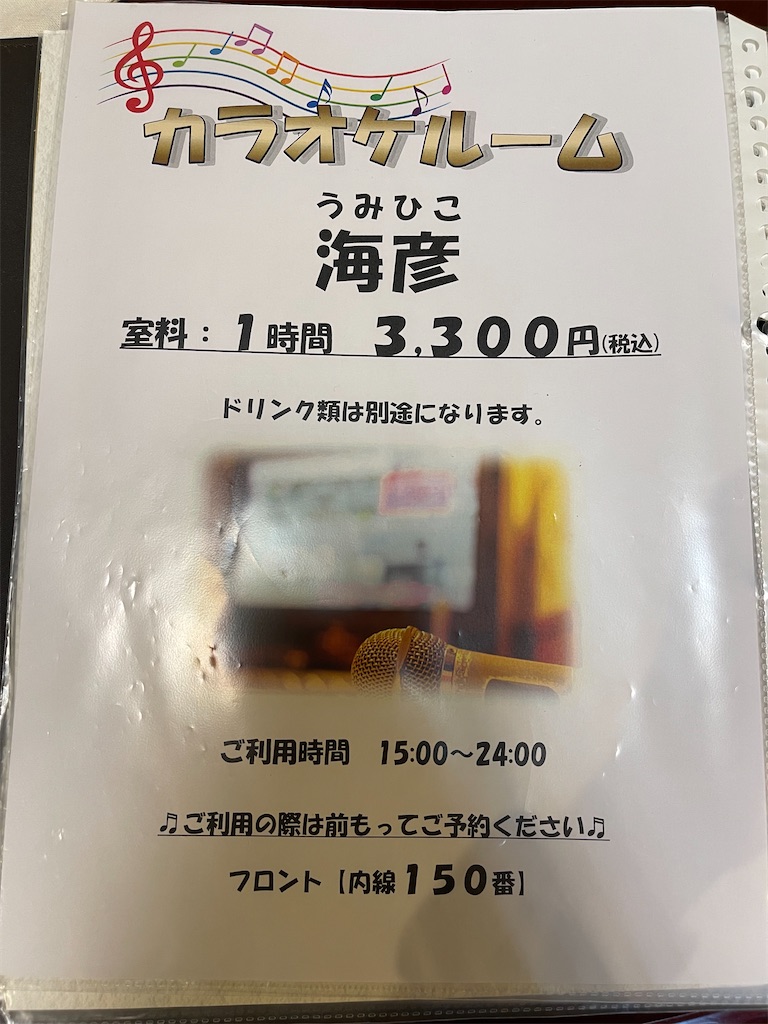 カラオケルーム
うみひこ
海彦
室料：1時間　3,300円(税込)
ドリンク類は別途になります。
ご利用時間　15:00～24:00
♬ご利用の際は前もってご予約ください♬
フロント【内線150番】